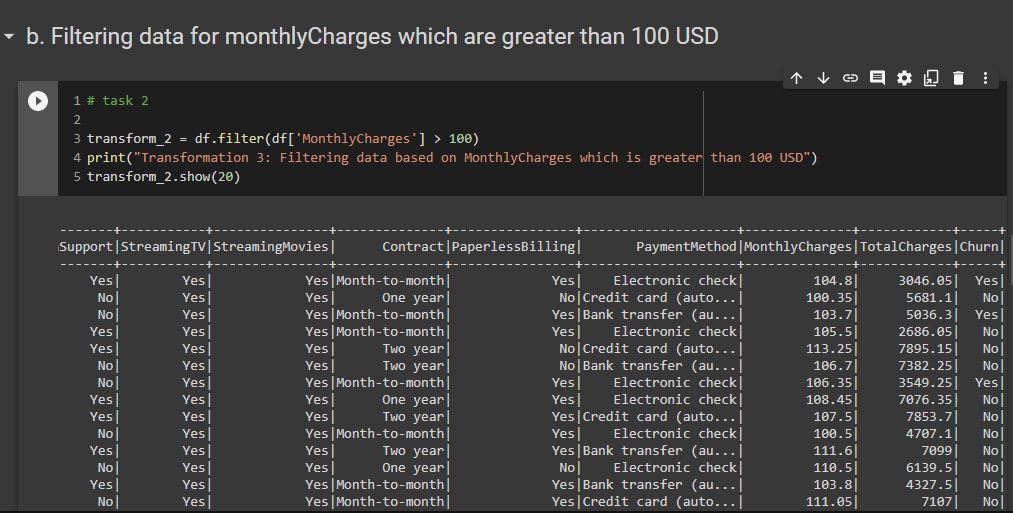 b. Filtering data for monthlyCharges which are greater than 100 USD
1 # task 2
2
3 transform_2 = df.filter(df['MonthlyCharges'] > 100)
4 print("Transformation 3: Filtering data based on MonthlyCharges which is greater than 100 USD")
5 transform_2.show(20)
-------+-----------+---------------+--------------+----------------+--------------------+--------------+------------+-----+
Support|StreamingTV|StreamingMovies|      Contract|PaperlessBilling|       PaymentMethod|MonthlyCharges|TotalCharges|Churn|
-------+-----------+---------------+--------------+----------------+--------------------+--------------+------------+-----+
    Yes|        Yes|            Yes|Month-to-month|             Yes|    Electronic check|         104.8|     3046.05|  Yes|
     No|        Yes|            Yes|      One year|              No|Credit card (auto...|        100.35|      5681.1|   No|
     No|        Yes|            Yes|Month-to-month|             Yes|Bank transfer (au...|         103.7|      5036.3|  Yes|
    Yes|        Yes|            Yes|Month-to-month|             Yes|    Electronic check|         105.5|     2686.05|   No|
    Yes|        Yes|            Yes|      Two year|              No|Credit card (auto...|        113.25|     7895.15|   No|
     No|        Yes|            Yes|      Two year|              No|Bank transfer (au...|         106.7|     7382.25|   No|
     No|        Yes|            Yes|Month-to-month|             Yes|    Electronic check|        106.35|     3549.25|  Yes|
    Yes|        Yes|            Yes|      One year|             Yes|    Electronic check|        108.45|     7076.35|   No|
    Yes|        Yes|            Yes|      Two year|             Yes|Credit card (auto...|         107.5|      7853.7|   No|
     No|        Yes|            Yes|Month-to-month|             Yes|    Electronic check|         100.5|      4707.1|   No|
    Yes|        Yes|            Yes|      Two year|             Yes|Bank transfer (au...|         111.6|        7099|   No|
     No|        Yes|            Yes|      One year|              No|    Electronic check|         110.5|      6139.5|   No|
    Yes|        Yes|            Yes|Month-to-month|             Yes|Bank transfer (au...|         103.8|      4327.5|   No|
     No|        Yes|            Yes|Month-to-month|             Yes|Credit card (auto...|        111.05|        7107|   No|